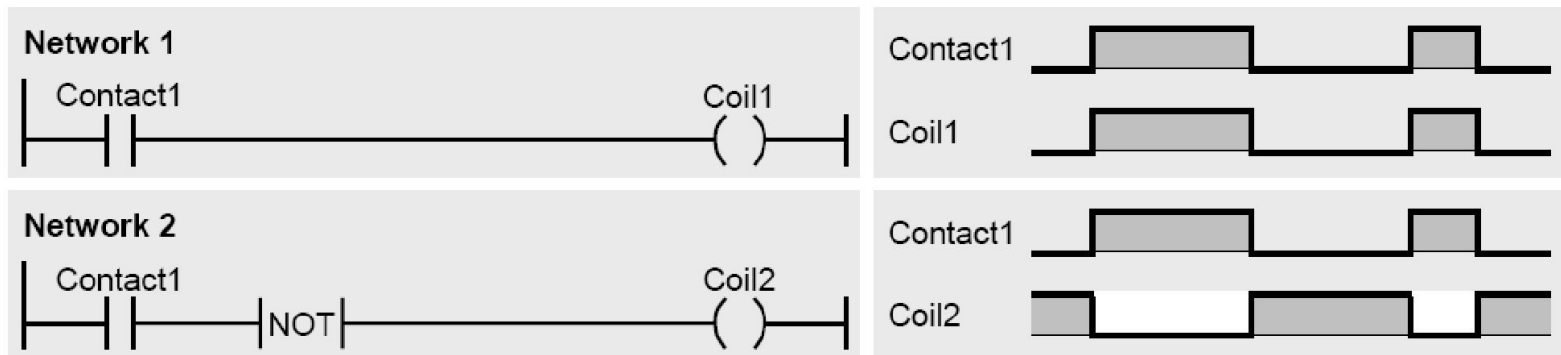 Network 1
Contact1
Coil1
Contact1
Coil1
Network 2
Contact1
NOT
Coil2
Contact1
Coil2